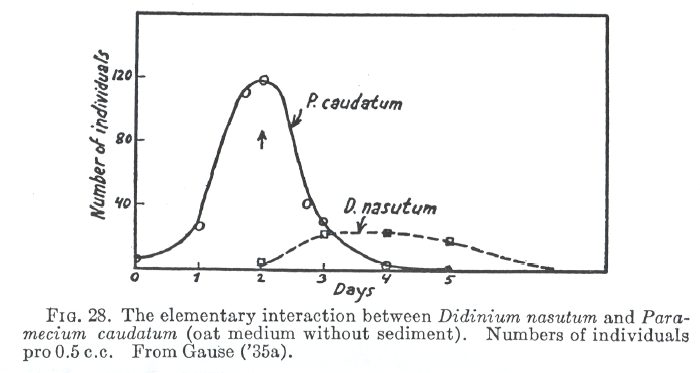 Number of individuals
120
80
40
P. caudatum
D. nasutum
0 1 2 3 4 5
Days
FIG. 28. The elementary interaction between Didinium nasutum and Para-
mecium caudatum (oat medium without sediment). Numbers of individuals
pro 0.5 c.c. From Gause ('35a).